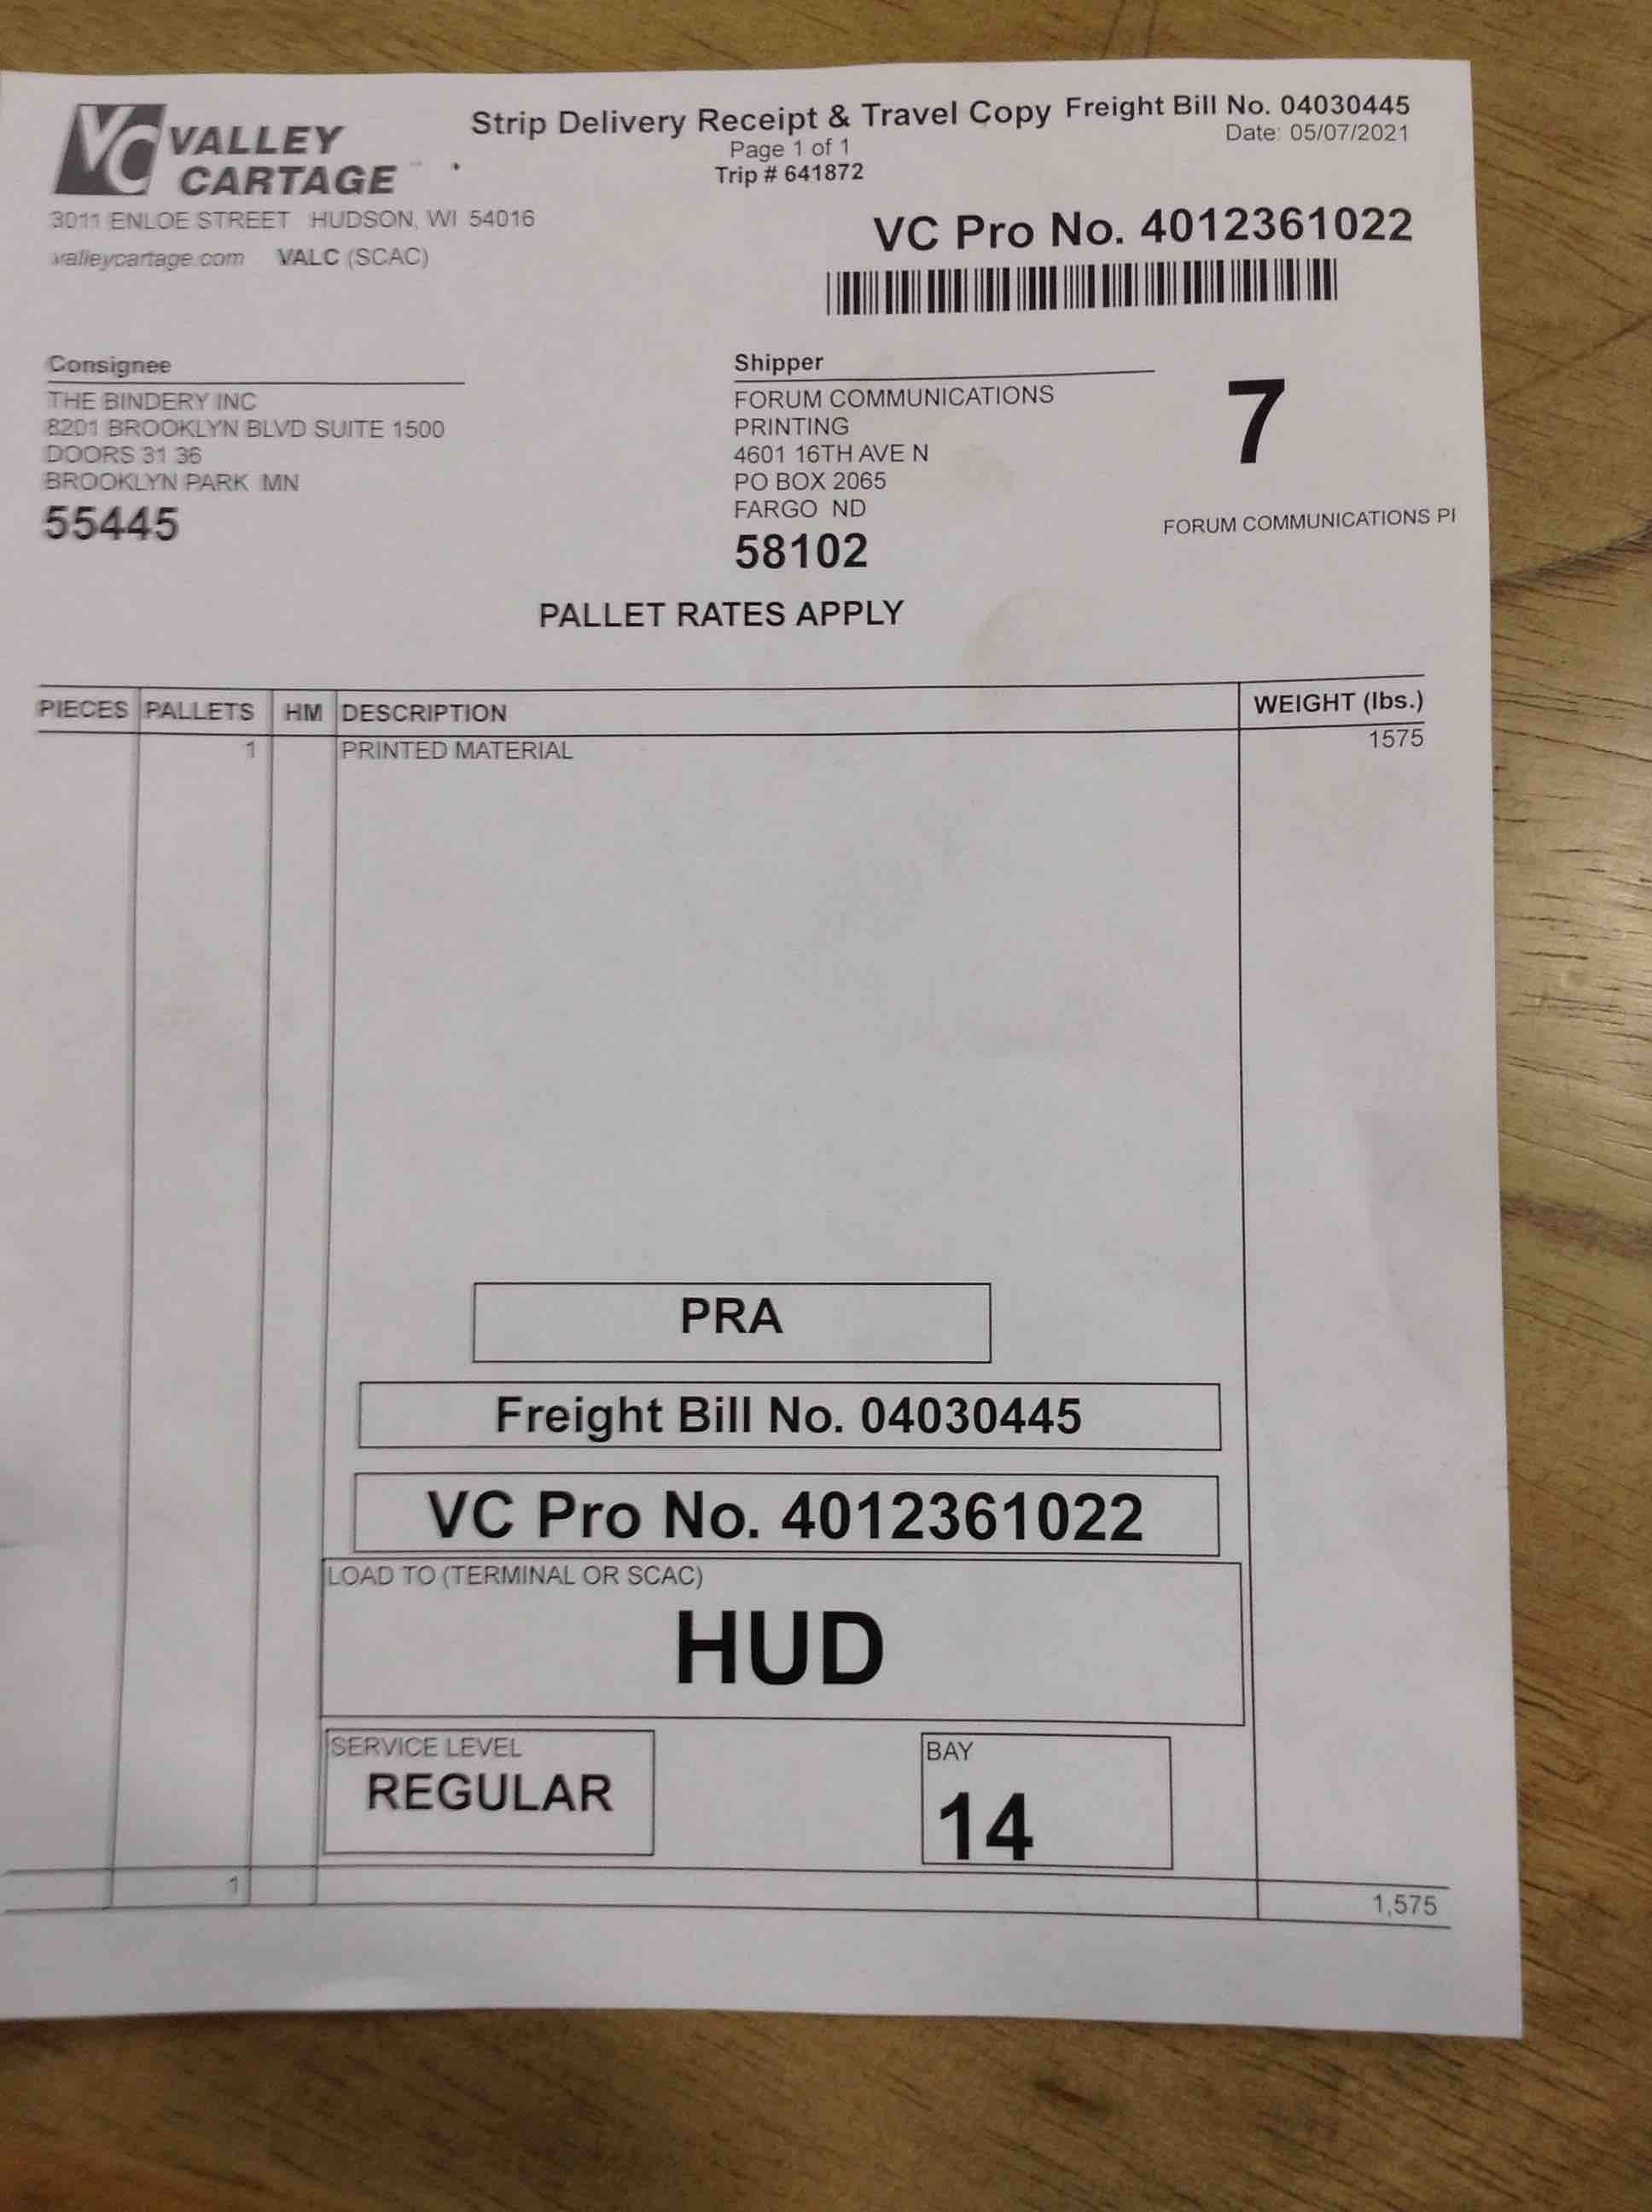 VC VALLEY CARTAGE
3011 ENLOE STREET HUDSON, WI 54016
valleycartage.com VALC (SCAC)
Strip Delivery Receipt & Travel Copy
Page 1 of 1
Trip # 641872
Freight Bill No. 04030445
Date: 05/07/2021
VC Pro No. 4012361022
Consignee
THE BINDERY INC
8201 BROOKLYN BLVD SUITE 1500
DOORS 31 36
BROOKLYN PARK MN
55445
Shipper
FORUM COMMUNICATIONS
PRINTING
4601 16TH AVE N
PO BOX 2065
FARGO ND
58102
7
FORUM COMMUNICATIONS PI
PALLET RATES APPLY
PIECES PALLETS HM DESCRIPTION WEIGHT (lbs.)
1 PRINTED MATERIAL 1575
PRA
Freight Bill No. 04030445
VC Pro No. 4012361022
LOAD TO (TERMINAL OR SCAC)
HUD
SERVICE LEVEL
REGULAR
BAY
14
1 1,575